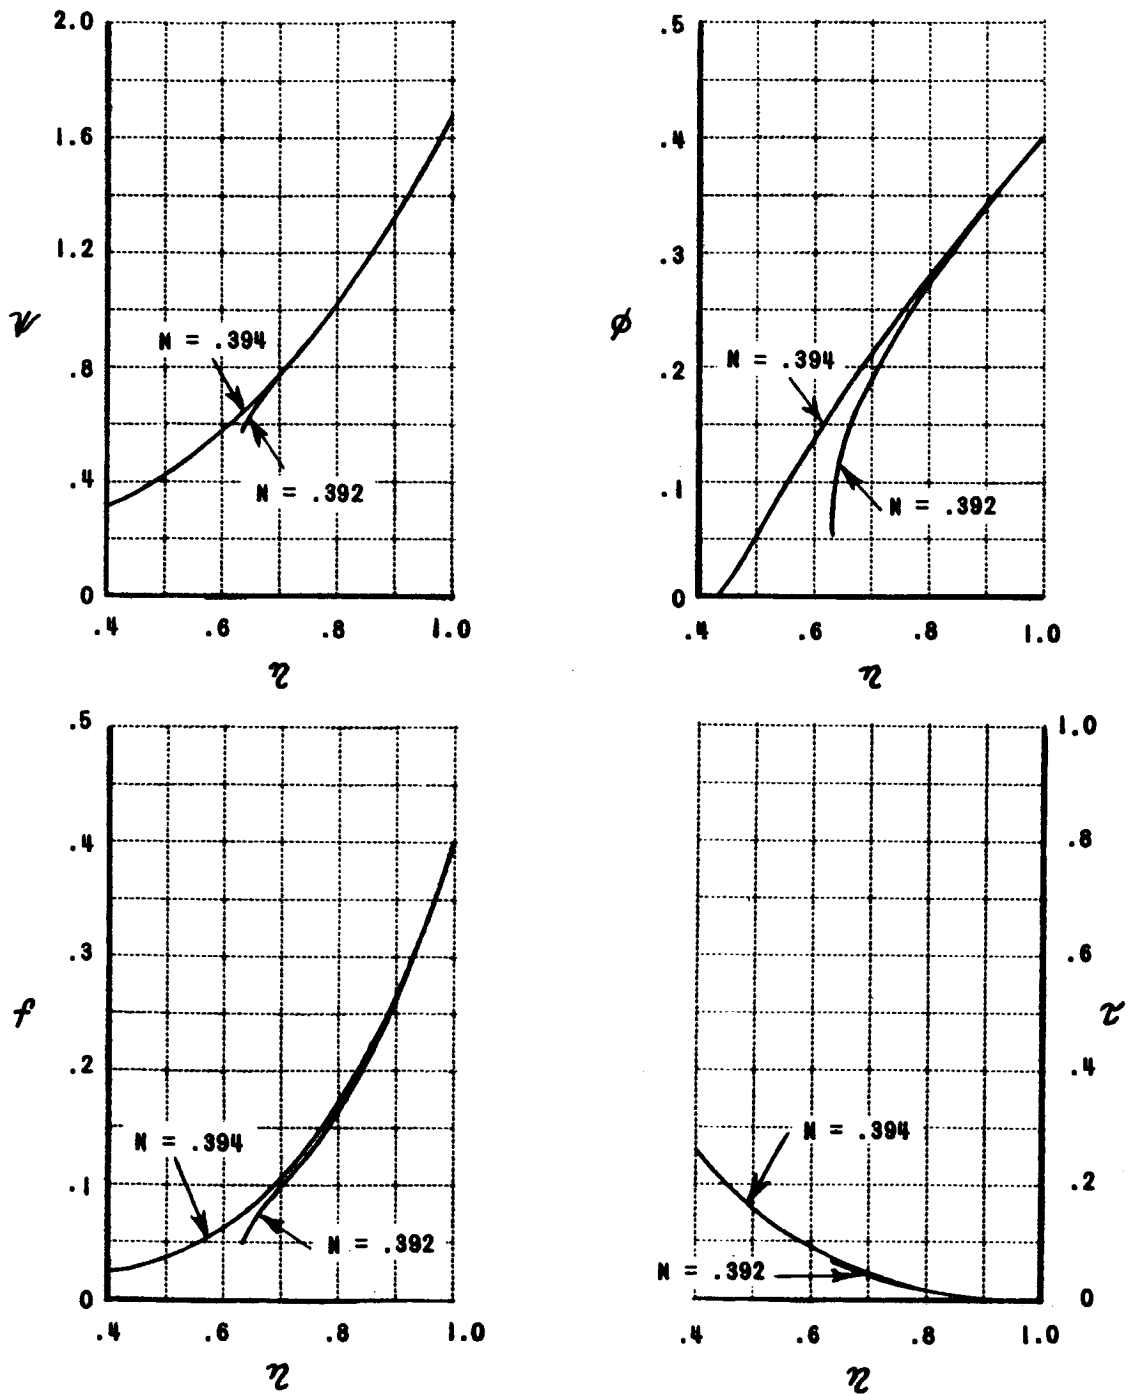 2.0
1.6
1.2
.8
.4
0
N = .394
N = .392
.4 .6 .8 1.0
.5
.4
.3
.2
.1
0
φ
N = .394
N = .392
.4 .6 .8 1.0
.5
.4
.3
.2
.1
0
f
N = .394
N = .392
.4 .6 .8 1.0
1.0
.8
.6
.4
.2
0
τ
N = .394
N = .392
.4 .6 .8 1.0